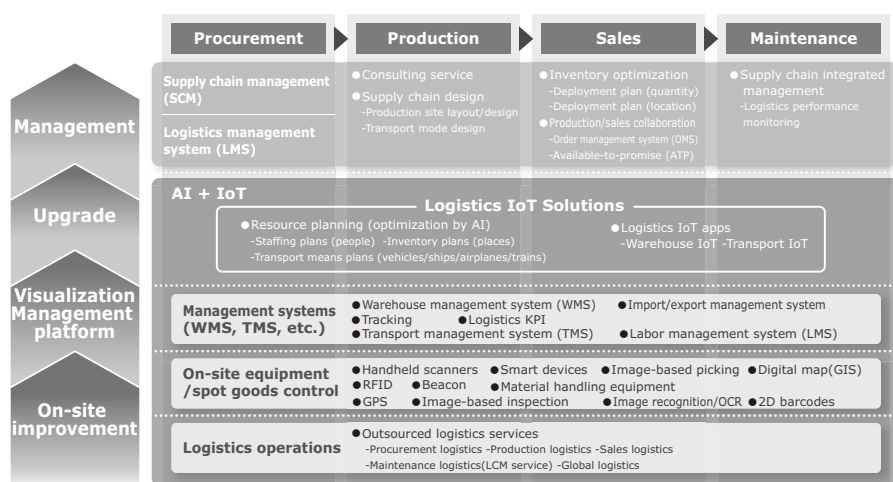 Procurement
Production
Sales
Maintenance
Management
Supply chain management
(SCM)
Logistics management
system (LMS)
●Consulting service
●Supply chain design
-Production site layout/design
-Transport mode design
●Inventory optimization
-Deployment plan (quantity)
-Deployment plan (location)
●Production/sales collaboration
-Order management system (OMS)
-Available-to-promise (ATP)
●Supply chain integrated
management
-Logistics performance
monitoring
Upgrade
AI + IoT
Logistics IoT Solutions
●Resource planning (optimization by AI)
-Staffing plans (people) -Inventory plans (places)
-Transport means plans (vehicles/ships/airplanes/trains)
●Logistics IoT apps
-Warehouse IoT -Transport IoT
Visualization
Management
platform
Management systems
(WMS, TMS, etc.)
●Warehouse management system (WMS) ●Import/export management system
●Tracking ●Logistics KPI
●Transport management system (TMS) ●Labor management system (LMS)
On-site
improvement
On-site equipment
/spot goods control
●Handheld scanners ●Smart devices ●Image-based picking ●Digital map(GIS)
●RFID ●Beacon ●Material handling equipment
●GPS ●Image-based inspection ●Image recognition/OCR ●2D barcodes
Logistics operations
●Outsourced logistics services
-Procurement logistics -Production logistics -Sales logistics
-Maintenance logistics(LCM service) -Global logistics